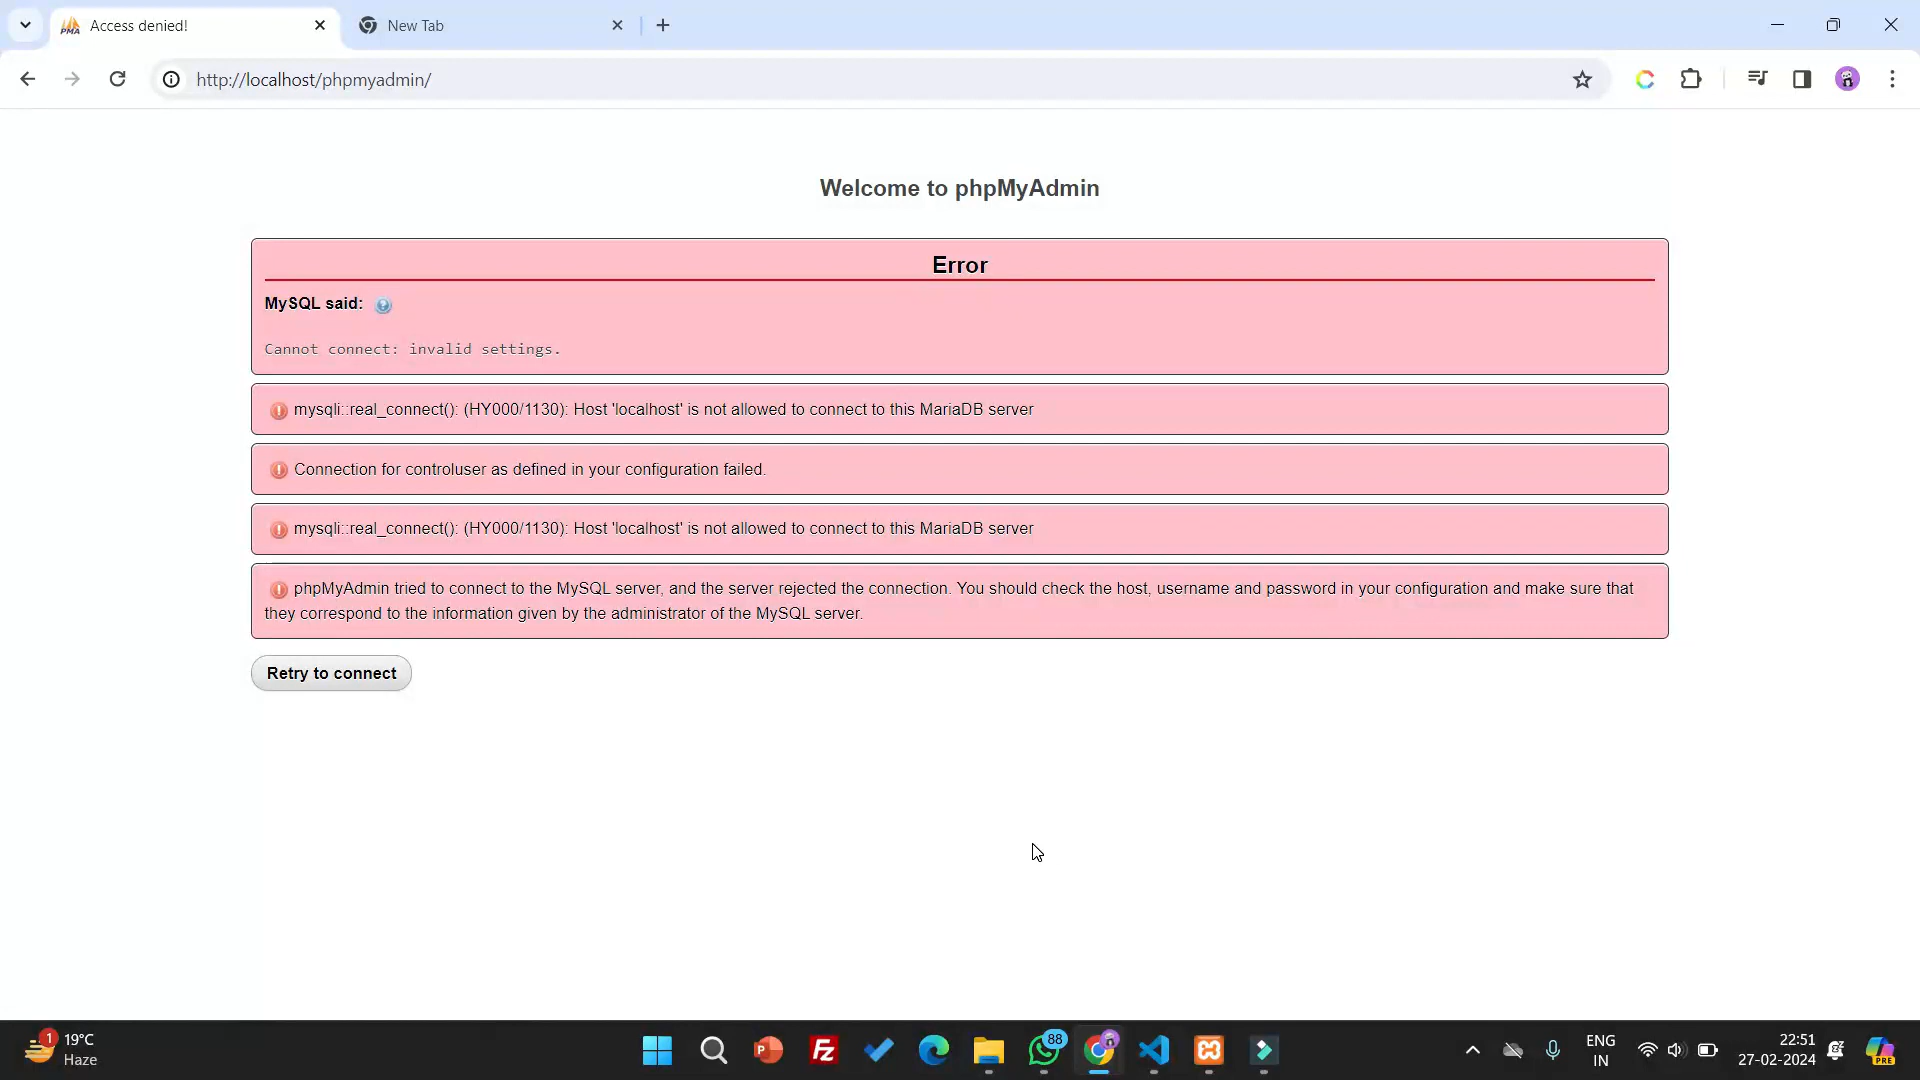 Access denied!
New Tab
http://localhost/phpmyadmin/
Welcome to phpMyAdmin
Error
MySQL said:
Cannot connect: invalid settings.
mysqli::real_connect(): (HY000/1130): Host 'localhost' is not allowed to connect to this MariaDB server
Connection for controluser as defined in your configuration failed.
mysqli::real_connect(): (HY000/1130): Host 'localhost' is not allowed to connect to this MariaDB server
phpMyAdmin tried to connect to the MySQL server, and the server rejected the connection. You should check the host, username and password in your configuration and make sure that
they correspond to the information given by the administrator of the MySQL server.
Retry to connect
1
19°C
Haze
88
ENG
IN
22:51
27-02-2024
PRE